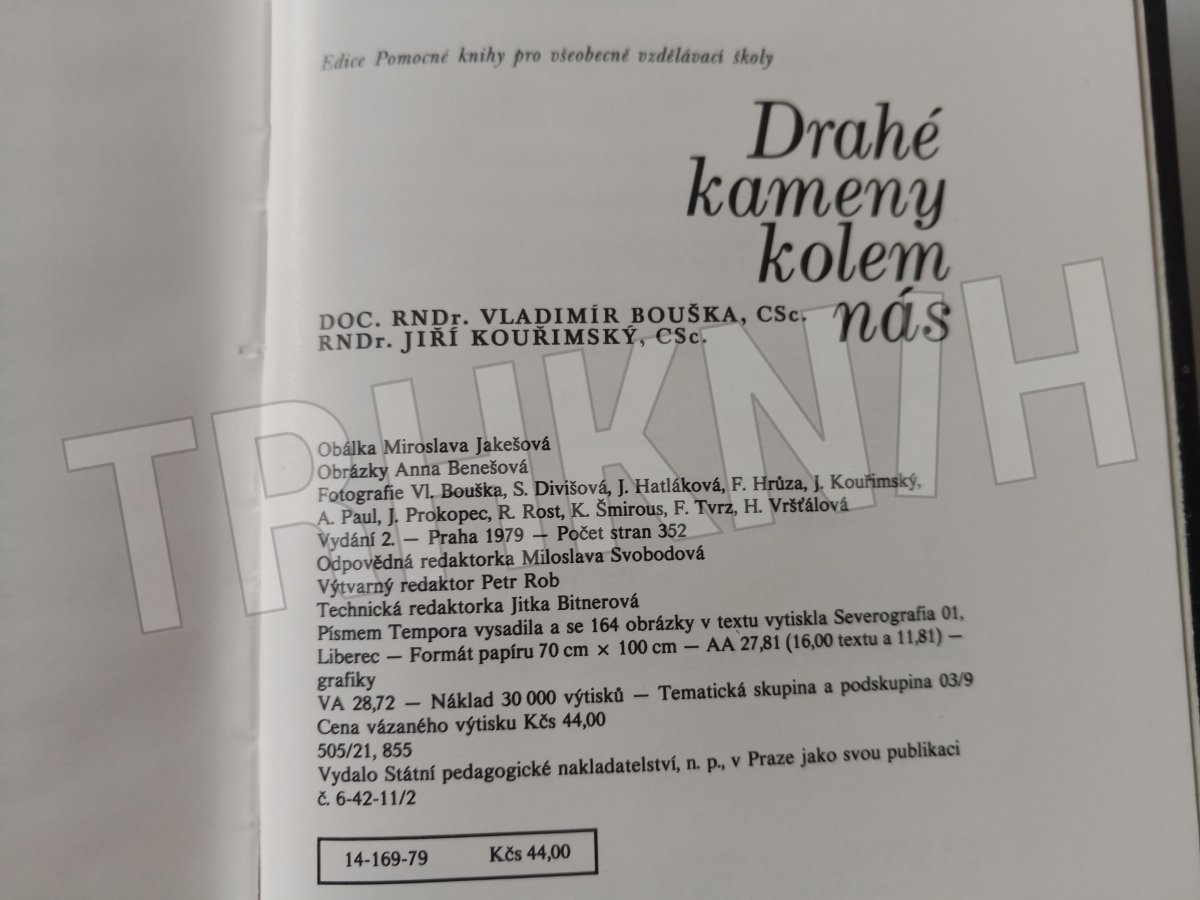 Edice Pomocné knihy pro všeobecně vzdělávací školy
Drahé
kameny
kolem
nás
DOC. RNDr. VLADIMÍR BOUŠKA, CSc.
RNDr. JIŘÍ KOUŘIMSKÝ, CSc.
TRHKNIH
Obálka Miroslava Jakešová
Obrázky Anna Benešová
Fotografie Vl. Bouška, S. Divišová, J. Hatláková, F. Hrůza, J. Kouřimský,
A. Paul, J. Prokopec, R. Rost, K. Šmirous, F. Tvrz, H. Vršťálová
Vydání 2. — Praha 1979 — Počet stran 352
Odpovědná redaktorka Miloslava Svobodová
Výtvarný redaktor Petr Rob
Technická redaktorka Jitka Bitnerová
Písmem Tempora vysadila a se 164 obrázky v textu vytiskla Severografia 01,
Liberec — Formát papíru 70 cm × 100 cm — AA 27,81 (16,00 textu a 11,81) —
grafiky
VA 28,72 — Náklad 30 000 výtisků — Tematická skupina a podskupina 03/9
Cena vázaného výtisku Kčs 44,00
505/21, 855
Vydalo Státní pedagogické nakladatelství, n. p., v Praze jako svou publikaci
č. 6-42-11/2
14-169-79 Kčs 44,00